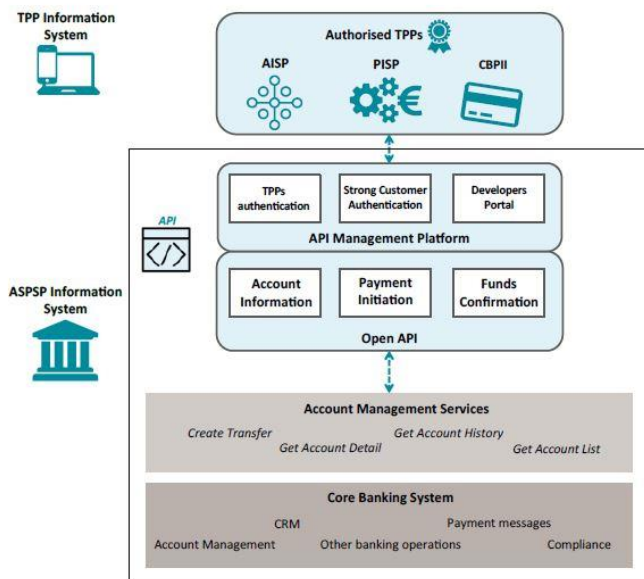 TPP Information
System
Authorised TPPs
AISP
PISP
CBPII
API
TPPs
authentication
Strong Customer
Authentication
Developers
Portal
API Management Platform
ASPSP Information
System
Account
Information
Payment
Initiation
Funds
Confirmation
Open API
Account Management Services
Create Transfer
Get Account History
Get Account Detail
Get Account List
Core Banking System
CRM
Payment messages
Account Management
Other banking operations
Compliance